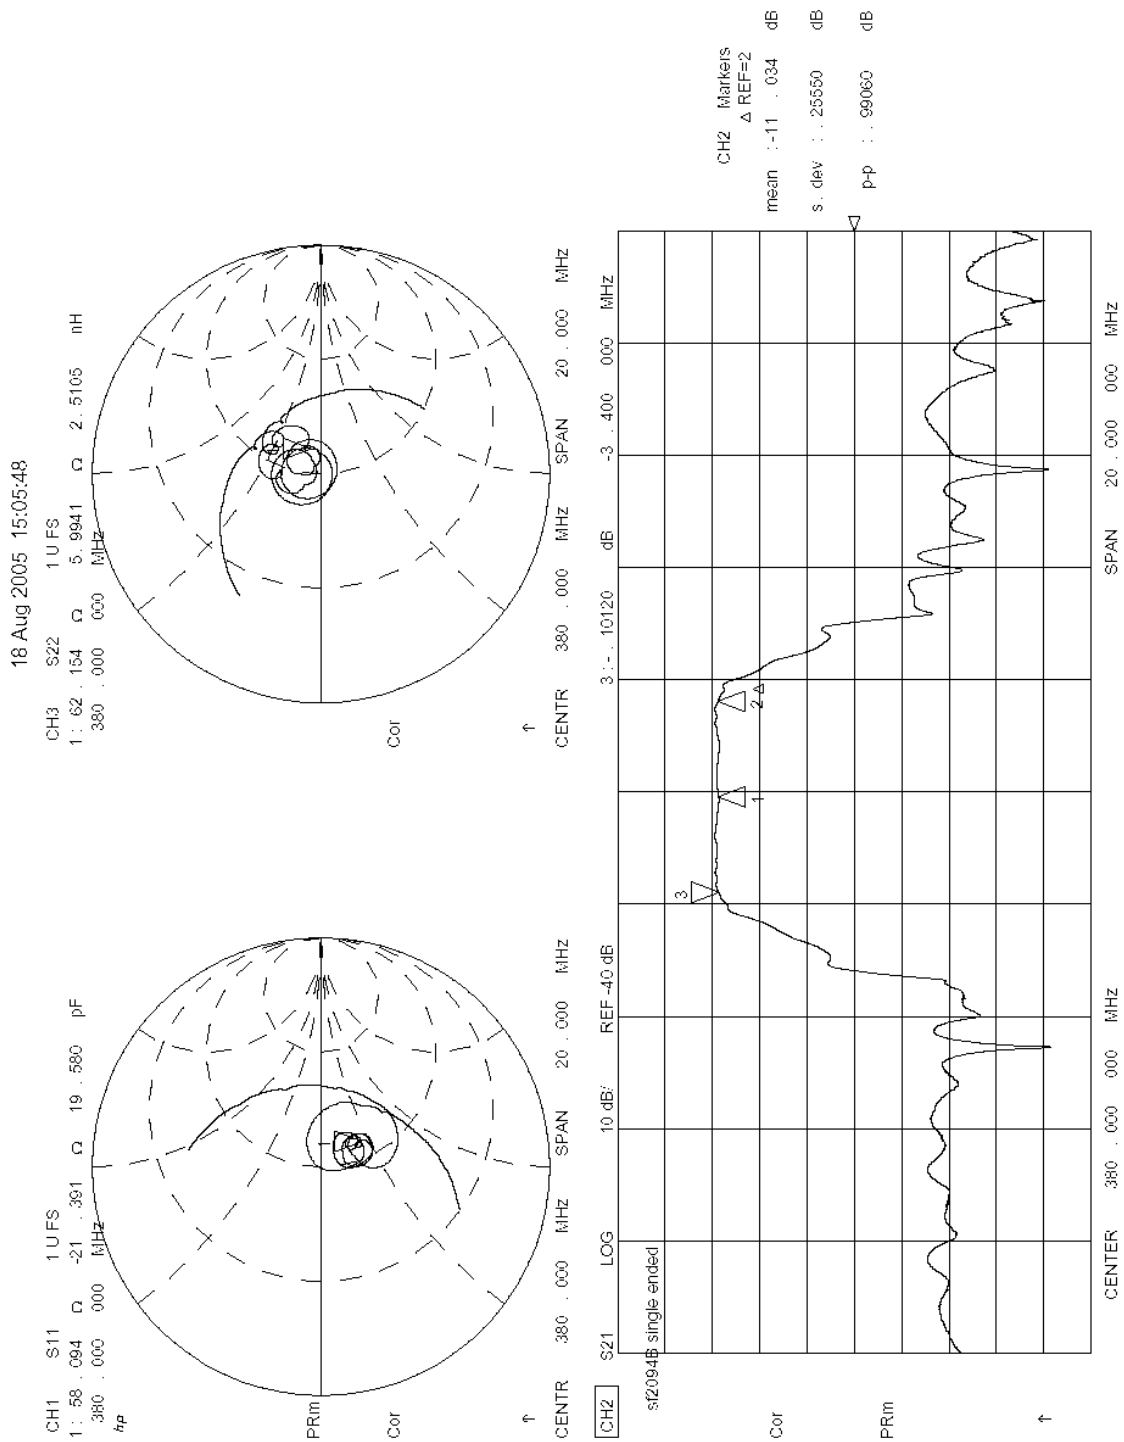 18 Aug 2005 15:05:48
CH1 S11 1 U FS
1 : 58 . 094 Ω -21 . 391 Ω 19 . 580 pF
380 . 000 000 MHz
hp
PRm
Cor
↑
CENTR 380 . 000 MHz SPAN 20 . 000 MHz
CH3 S22 1 U FS
1 : 62 . 154 Ω 5 . 9941 Ω 2 . 5105 nH
380 . 000 000 MHz
Cor
↑
CENTR 380 . 000 MHz SPAN 20 . 000 MHz
CH2 S21 LOG 10 dB/ REF -40 dB 3 : - . 10120 dB -3 . 400 000 MHz
sf2094B single ended
3
1
2
Cor
PRm
↑
CENTER 380 . 000 000 MHz SPAN 20 . 000 000 MHz
CH2 Markers
Δ REF=2
mean : -11 . 034 dB
s . dev : . 25550 dB
p-p : . 99060 dB